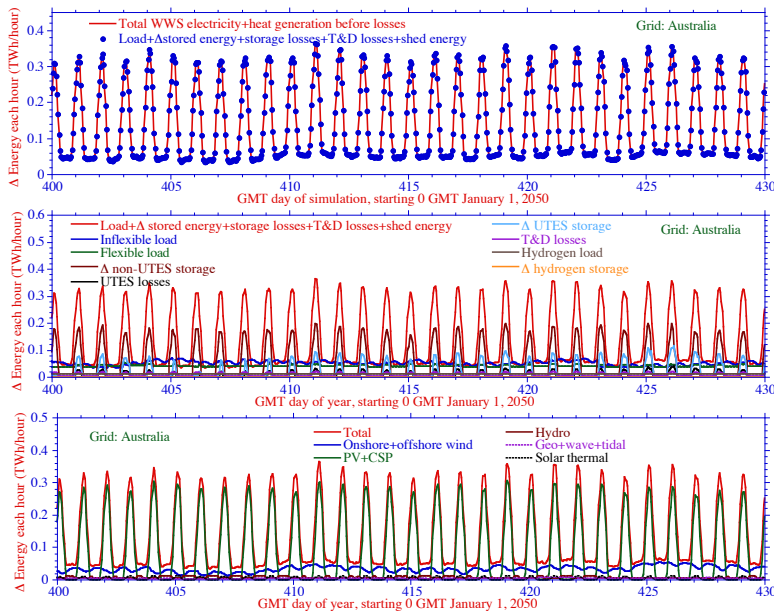 Total WWS electricity+heat generation before losses
Load+Δstored energy+storage losses+T&D losses+shed energy
Grid: Australia
Δ Energy each hour (TWh/hour)
0.4
0.3
0.2
0.1
0
400 405 410 415 420 425 430
GMT day of simulation, starting 0 GMT January 1, 2050
Load+Δ stored energy+storage losses+T&D losses+shed energy
Inflexible load
Flexible load
Δ non-UTES storage
UTES losses
Δ UTES storage
T&D losses
Hydrogen load
Δ hydrogen storage
Grid: Australia
Δ Energy each hour (TWh/hour)
0.6
0.5
0.4
0.3
0.2
0.1
0
400 405 410 415 420 425 430
GMT day of year, starting 0 GMT January 1, 2050
Grid: Australia
Total
Onshore+offshore wind
PV+CSP
Hydro
Geo+wave+tidal
Solar thermal
Δ Energy each hour (TWh/hour)
0.5
0.4
0.3
0.2
0.1
0
400 405 410 415 420 425 430
GMT day of year, starting 0 GMT January 1, 2050